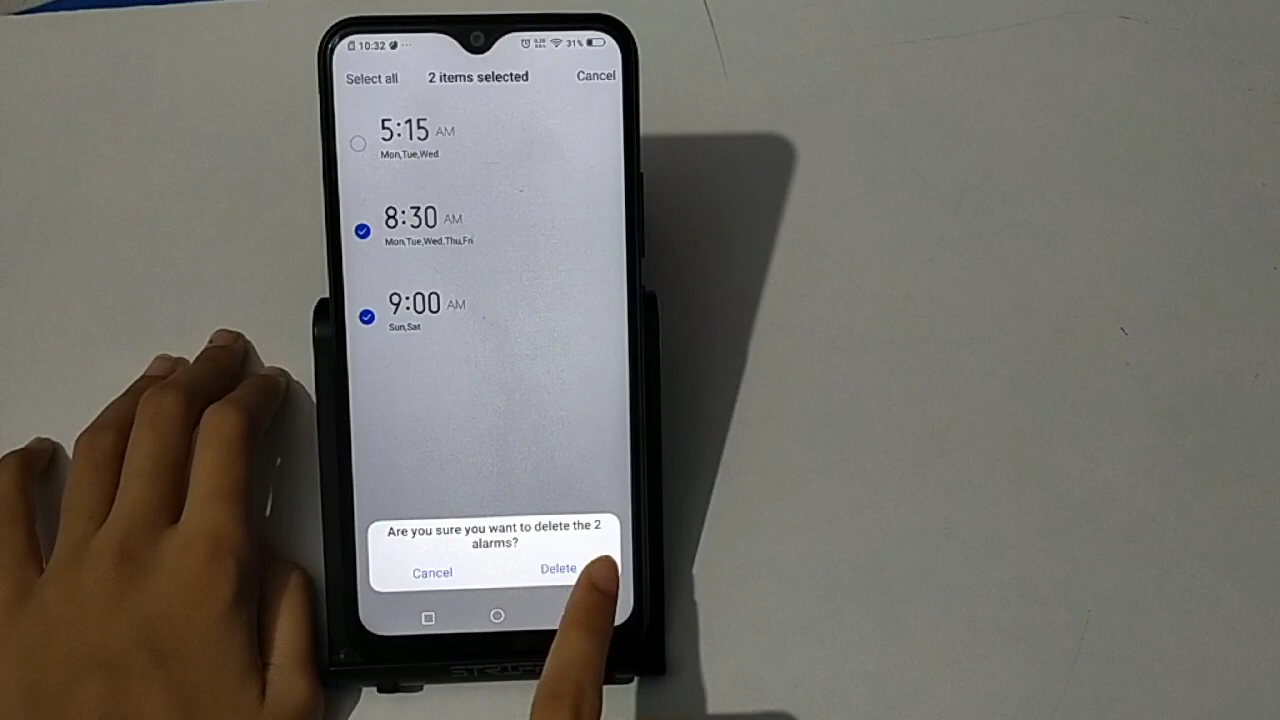 10:32 ... 31%
Select all 2 items selected Cancel
5:15 AM
Mon,Tue,Wed
8:30 AM
Mon,Tue,Wed,Thu,Fri
9:00 AM
Sun,Sat
Are you sure you want to delete the 2
alarms?
Cancel Delete